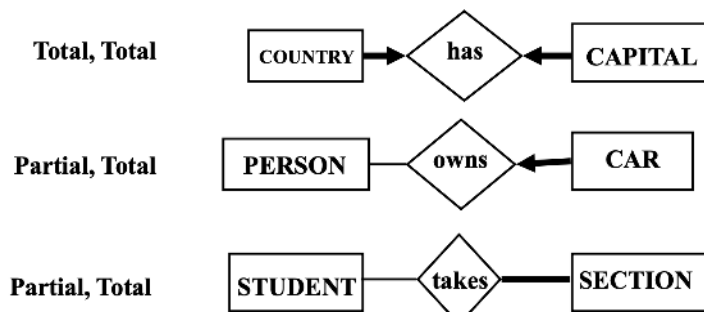 Total, Total COUNTRY has CAPITAL
Partial, Total PERSON owns CAR
Partial, Total STUDENT takes SECTION